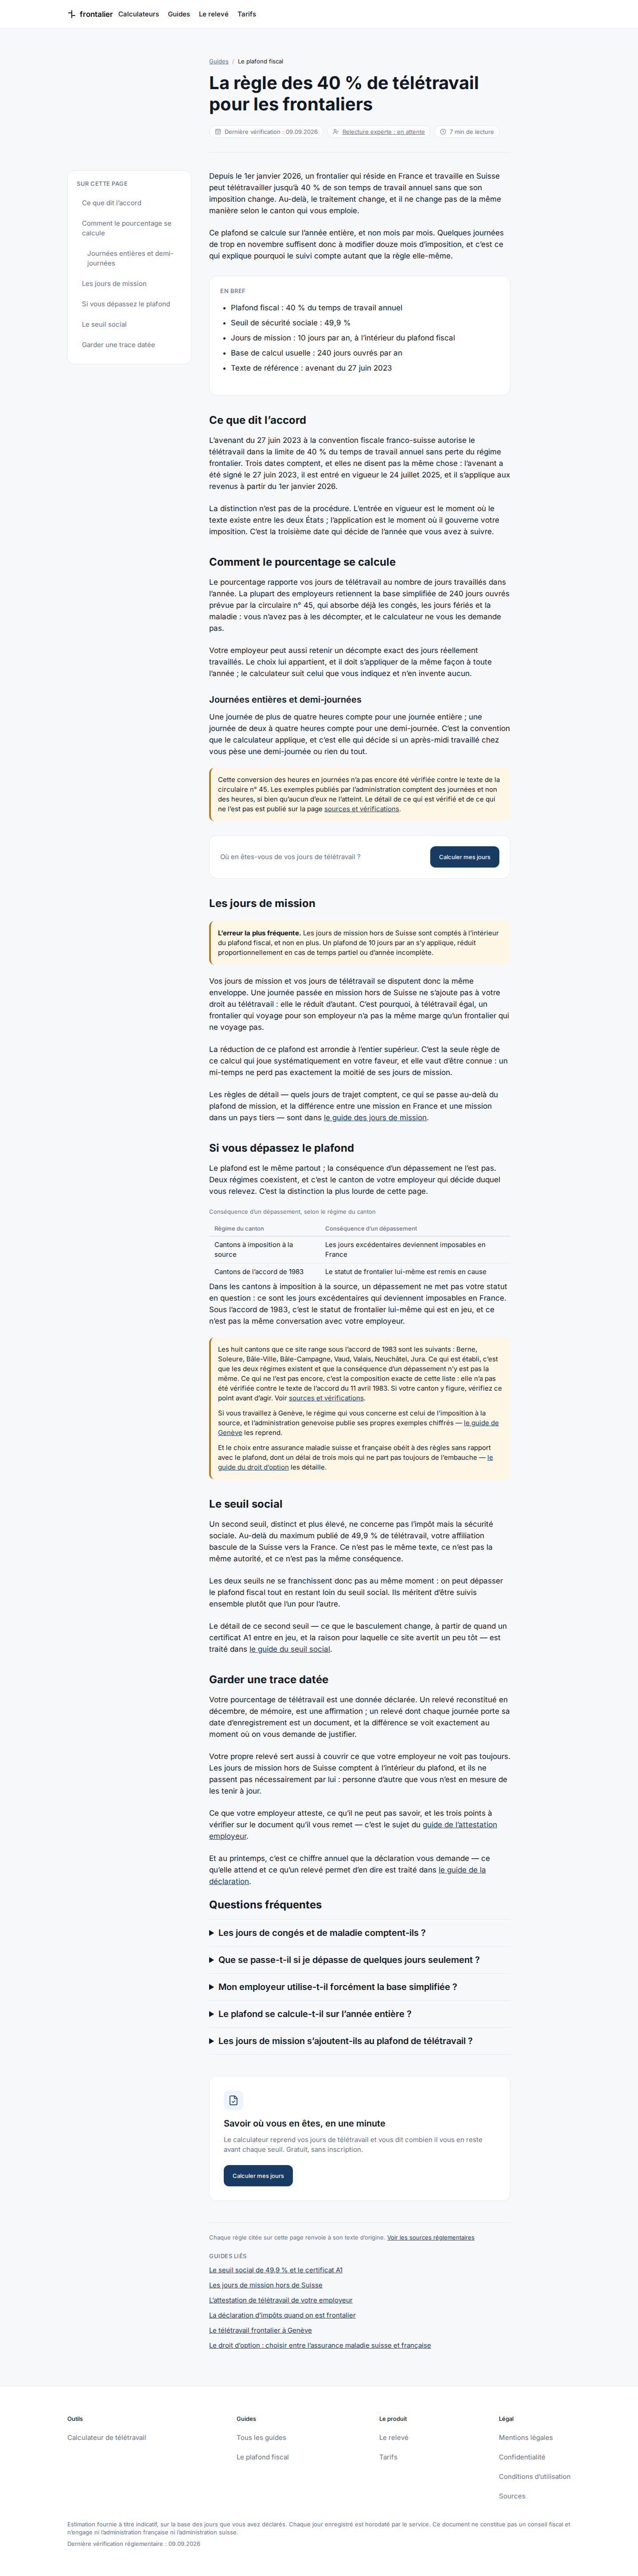 frontalier Calculateurs Guides Le relevé Tarifs
Guides / Le plafond fiscal
La règle des 40 % de télétravail
pour les frontaliers
Dernière vérification : 09.09.2026 Relecture experte : en attente 7 min de lecture
SUR CETTE PAGE
Ce que dit l’accord
Comment le pourcentage se
calcule
Journées entières et demi-
journées
Les jours de mission
Si vous dépassez le plafond
Le seuil social
Garder une trace datée
Depuis le 1er janvier 2026, un frontalier qui réside en France et travaille en Suisse
peut télétravailler jusqu’à 40 % de son temps de travail annuel sans que son
imposition change. Au-delà, le traitement change, et il ne change pas de la même
manière selon le canton qui vous emploie.
Ce plafond se calcule sur l’année entière, et non mois par mois. Quelques journées
de trop en novembre suffisent donc à modifier douze mois d’imposition, et c’est ce
qui explique pourquoi le suivi compte autant que la règle elle-même.
EN BREF
• Plafond fiscal : 40 % du temps de travail annuel
• Seuil de sécurité sociale : 49,9 %
• Jours de mission : 10 jours par an, à l’intérieur du plafond fiscal
• Base de calcul usuelle : 240 jours ouvrés par an
• Texte de référence : avenant du 27 juin 2023
Ce que dit l’accord
L’avenant du 27 juin 2023 à la convention fiscale franco-suisse autorise le
télétravail dans la limite de 40 % du temps de travail annuel sans perte du régime
frontalier. Trois dates comptent, et elles ne disent pas la même chose : l’avenant a
été signé le 27 juin 2023, il est entré en vigueur le 24 juillet 2025, et il s’applique aux
revenus à partir du 1er janvier 2026.
La distinction n’est pas de la procédure. L’entrée en vigueur est le moment où le
texte existe entre les deux États ; l’application est le moment où il gouverne votre
imposition. C’est la troisième date qui décide de l’année que vous avez à suivre.
Comment le pourcentage se calcule
Le pourcentage rapporte vos jours de télétravail au nombre de jours travaillés dans
l’année. La plupart des employeurs retiennent la base simplifiée de 240 jours ouvrés
prévue par la circulaire n° 45, qui absorbe déjà les congés, les jours fériés et la
maladie : vous n’avez pas à les décompter, et le calculateur ne vous les demande
pas.
Votre employeur peut aussi retenir un décompte exact des jours réellement
travaillés. Le choix lui appartient, et il doit s’appliquer de la même façon à toute
l’année ; le calculateur suit celui que vous indiquez et n’en invente aucun.
Journées entières et demi-journées
Une journée de plus de quatre heures compte pour une journée entière ; une
journée de deux à quatre heures compte pour une demi-journée. C’est la convention
que le calculateur applique, et c’est elle qui décide si un après-midi travaillé chez
vous pèse une demi-journée ou rien du tout.
Cette conversion des heures en journées n’a pas encore été vérifiée contre le texte de la
circulaire n° 45. Les exemples publiés par l’administration comptent des journées et non
des heures, si bien qu’aucun d’eux ne l’atteint. Le détail de ce qui est vérifié et de ce qui
ne l’est pas est publié sur la page sources et vérifications.
Où en êtes-vous de vos jours de télétravail ? Calculer mes jours
Les jours de mission
L’erreur la plus fréquente. Les jours de mission hors de Suisse sont comptés à l’intérieur
du plafond fiscal, et non en plus. Un plafond de 10 jours par an s’y applique, réduit
proportionnellement en cas de temps partiel ou d’année incomplète.
Vos jours de mission et vos jours de télétravail se disputent donc la même
enveloppe. Une journée passée en mission hors de Suisse ne s’ajoute pas à votre
droit au télétravail : elle le réduit d’autant. C’est pourquoi, à télétravail égal, un
frontalier qui voyage pour son employeur n’a pas la même marge qu’un frontalier qui
ne voyage pas.
La réduction de ce plafond est arrondie à l’entier supérieur. C’est la seule règle de
ce calcul qui joue systématiquement en votre faveur, et elle vaut d’être connue : un
mi-temps ne perd pas exactement la moitié de ses jours de mission.
Les règles de détail — quels jours de trajet comptent, ce qui se passe au-delà du
plafond de mission, et la différence entre une mission en France et une mission
dans un pays tiers — sont dans le guide des jours de mission.
Si vous dépassez le plafond
Le plafond est le même partout ; la conséquence d’un dépassement ne l’est pas.
Deux régimes coexistent, et c’est le canton de votre employeur qui décide duquel
vous relevez. C’est la distinction la plus lourde de cette page.
Conséquence d’un dépassement, selon le régime du canton
Régime du canton Conséquence d’un dépassement
Cantons à imposition à la
source
Les jours excédentaires deviennent imposables en
France
Cantons de l’accord de 1983 Le statut de frontalier lui-même est remis en cause
Dans les cantons à imposition à la source, un dépassement ne met pas votre statut
en question : ce sont les jours excédentaires qui deviennent imposables en France.
Sous l’accord de 1983, c’est le statut de frontalier lui-même qui est en jeu, et ce
n’est pas la même conversation avec votre employeur.
Les huit cantons que ce site range sous l’accord de 1983 sont les suivants : Berne,
Soleure, Bâle-Ville, Bâle-Campagne, Vaud, Valais, Neuchâtel, Jura. Ce qui est établi, c’est
que les deux régimes existent et que la conséquence d’un dépassement n’y est pas la
même. Ce qui ne l’est pas encore, c’est la composition exacte de cette liste : elle n’a pas
été vérifiée contre le texte de l’accord du 11 avril 1983. Si votre canton y figure, vérifiez ce
point avant d’agir. Voir sources et vérifications.
Si vous travaillez à Genève, le régime qui vous concerne est celui de l’imposition à la
source, et l’administration genevoise publie ses propres exemples chiffrés — le guide de
Genève les reprend.
Et le choix entre assurance maladie suisse et française obéit à des règles sans rapport
avec le plafond, dont un délai de trois mois qui ne part pas toujours de l’embauche — le
guide du droit d’option les détaille.
Le seuil social
Un second seuil, distinct et plus élevé, ne concerne pas l’impôt mais la sécurité
sociale. Au-delà du maximum publié de 49,9 % de télétravail, votre affiliation
bascule de la Suisse vers la France. Ce n’est pas le même texte, ce n’est pas la
même autorité, et ce n’est pas la même conséquence.
Les deux seuils ne se franchissent donc pas au même moment : on peut dépasser
le plafond fiscal tout en restant loin du seuil social. Ils méritent d’être suivis
ensemble plutôt que l’un pour l’autre.
Le détail de ce second seuil — ce que le basculement change, à partir de quand un
certificat A1 entre en jeu, et la raison pour laquelle ce site avertit un peu tôt — est
traité dans le guide du seuil social.
Garder une trace datée
Votre pourcentage de télétravail est une donnée déclarée. Un relevé reconstitué en
décembre, de mémoire, est une affirmation ; un relevé dont chaque journée porte sa
date d’enregistrement est un document, et la différence se voit exactement au
moment où on vous demande de justifier.
Votre propre relevé sert aussi à couvrir ce que votre employeur ne voit pas toujours.
Les jours de mission hors de Suisse comptent à l’intérieur du plafond, et ils ne
passent pas nécessairement par lui : personne d’autre que vous n’est en mesure de
les tenir à jour.
Ce que votre employeur atteste, ce qu’il ne peut pas savoir, et les trois points à
vérifier sur le document qu’il vous remet — c’est le sujet du guide de l’attestation
employeur.
Et au printemps, c’est ce chiffre annuel que la déclaration vous demande — ce
qu’elle attend et ce qu’un relevé permet d’en dire est traité dans le guide de la
déclaration.
Questions fréquentes
Les jours de congés et de maladie comptent-ils ?
Que se passe-t-il si je dépasse de quelques jours seulement ?
Mon employeur utilise-t-il forcément la base simplifiée ?
Le plafond se calcule-t-il sur l’année entière ?
Les jours de mission s’ajoutent-ils au plafond de télétravail ?
Savoir où vous en êtes, en une minute
Le calculateur reprend vos jours de télétravail et vous dit combien il vous en reste
avant chaque seuil. Gratuit, sans inscription.
Calculer mes jours
Chaque règle citée sur cette page renvoie à son texte d’origine. Voir les sources réglementaires
GUIDES LIÉS
Le seuil social de 49,9 % et le certificat A1
Les jours de mission hors de Suisse
L’attestation de télétravail de votre employeur
La déclaration d’impôts quand on est frontalier
Le télétravail frontalier à Genève
Le droit d’option : choisir entre l’assurance maladie suisse et française
Outils
Calculateur de télétravail
Guides
Tous les guides
Le plafond fiscal
Le produit
Le relevé
Tarifs
Légal
Mentions légales
Confidentialité
Conditions d’utilisation
Sources
Estimation fournie à titre indicatif, sur la base des jours que vous avez déclarés. Chaque jour enregistré est horodaté par le service. Ce document ne constitue pas un conseil fiscal et
n’engage ni l’administration française ni l’administration suisse.
Dernière vérification réglementaire : 09.09.2026